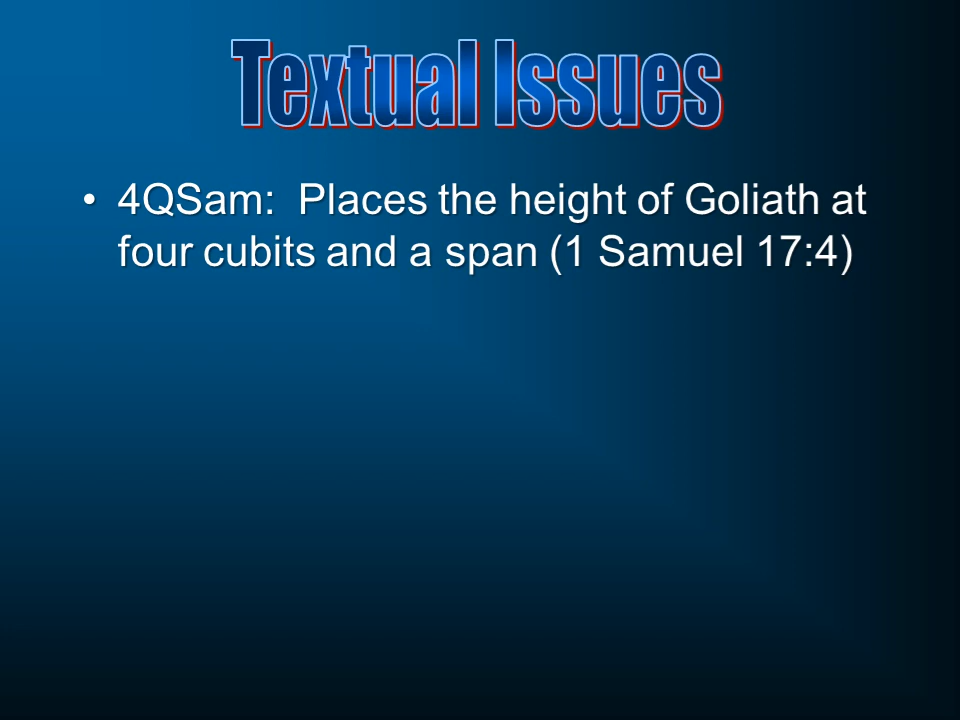 Textual Issues
• 4QSam:  Places the height of Goliath at
four cubits and a span (1 Samuel 17:4)